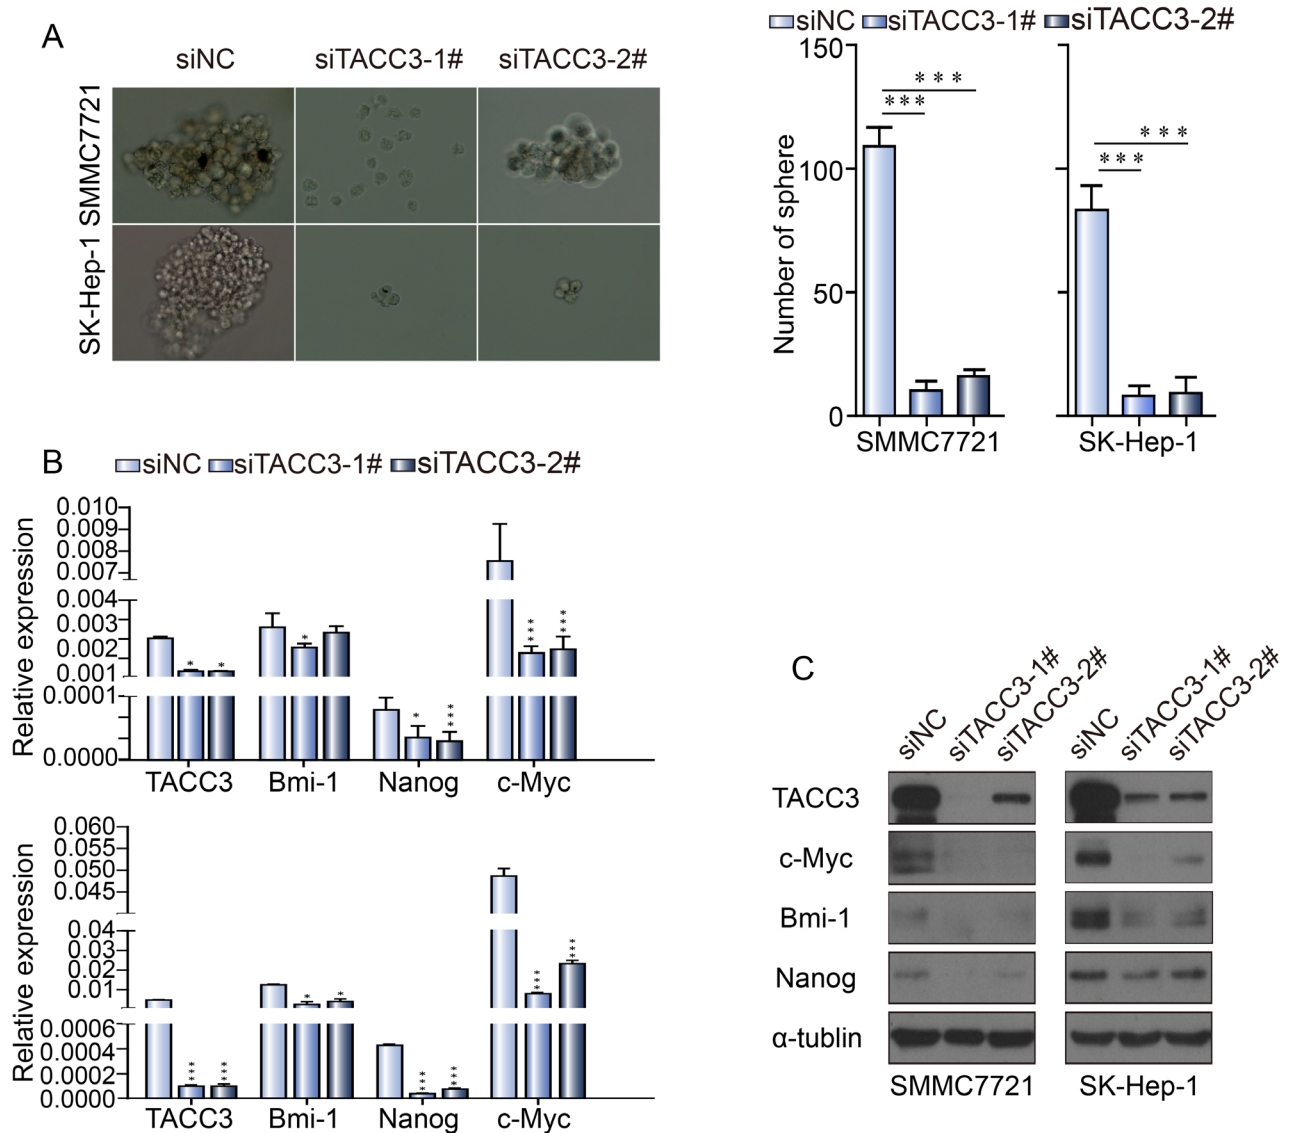 A
siNC siTACC3-1# siTACC3-2#
SMMC7721
SK-Hep-1
siNC siTACC3-1# siTACC3-2#
Number of sphere
150
100
50
0
*** ***
*** ***
SMMC7721 SK-Hep-1
B
siNC siTACC3-1# siTACC3-2#
Relative expression
0.010
0.009
0.008
0.007
0.004
0.003
0.002
0.001
0.0001
0.0000
* * * * *** *** ***
TACC3 Bmi-1 Nanog c-Myc
Relative expression
0.060
0.055
0.050
0.045
0.04
0.03
0.02
0.01
0.0006
0.0004
0.0002
0.0000
*** *** * * *** *** *** ***
TACC3 Bmi-1 Nanog c-Myc
C
siNC siTACC3-1# siTACC3-2# siNC siTACC3-1# siTACC3-2#
TACC3
c-Myc
Bmi-1
Nanog
α-tublin
SMMC7721 SK-Hep-1